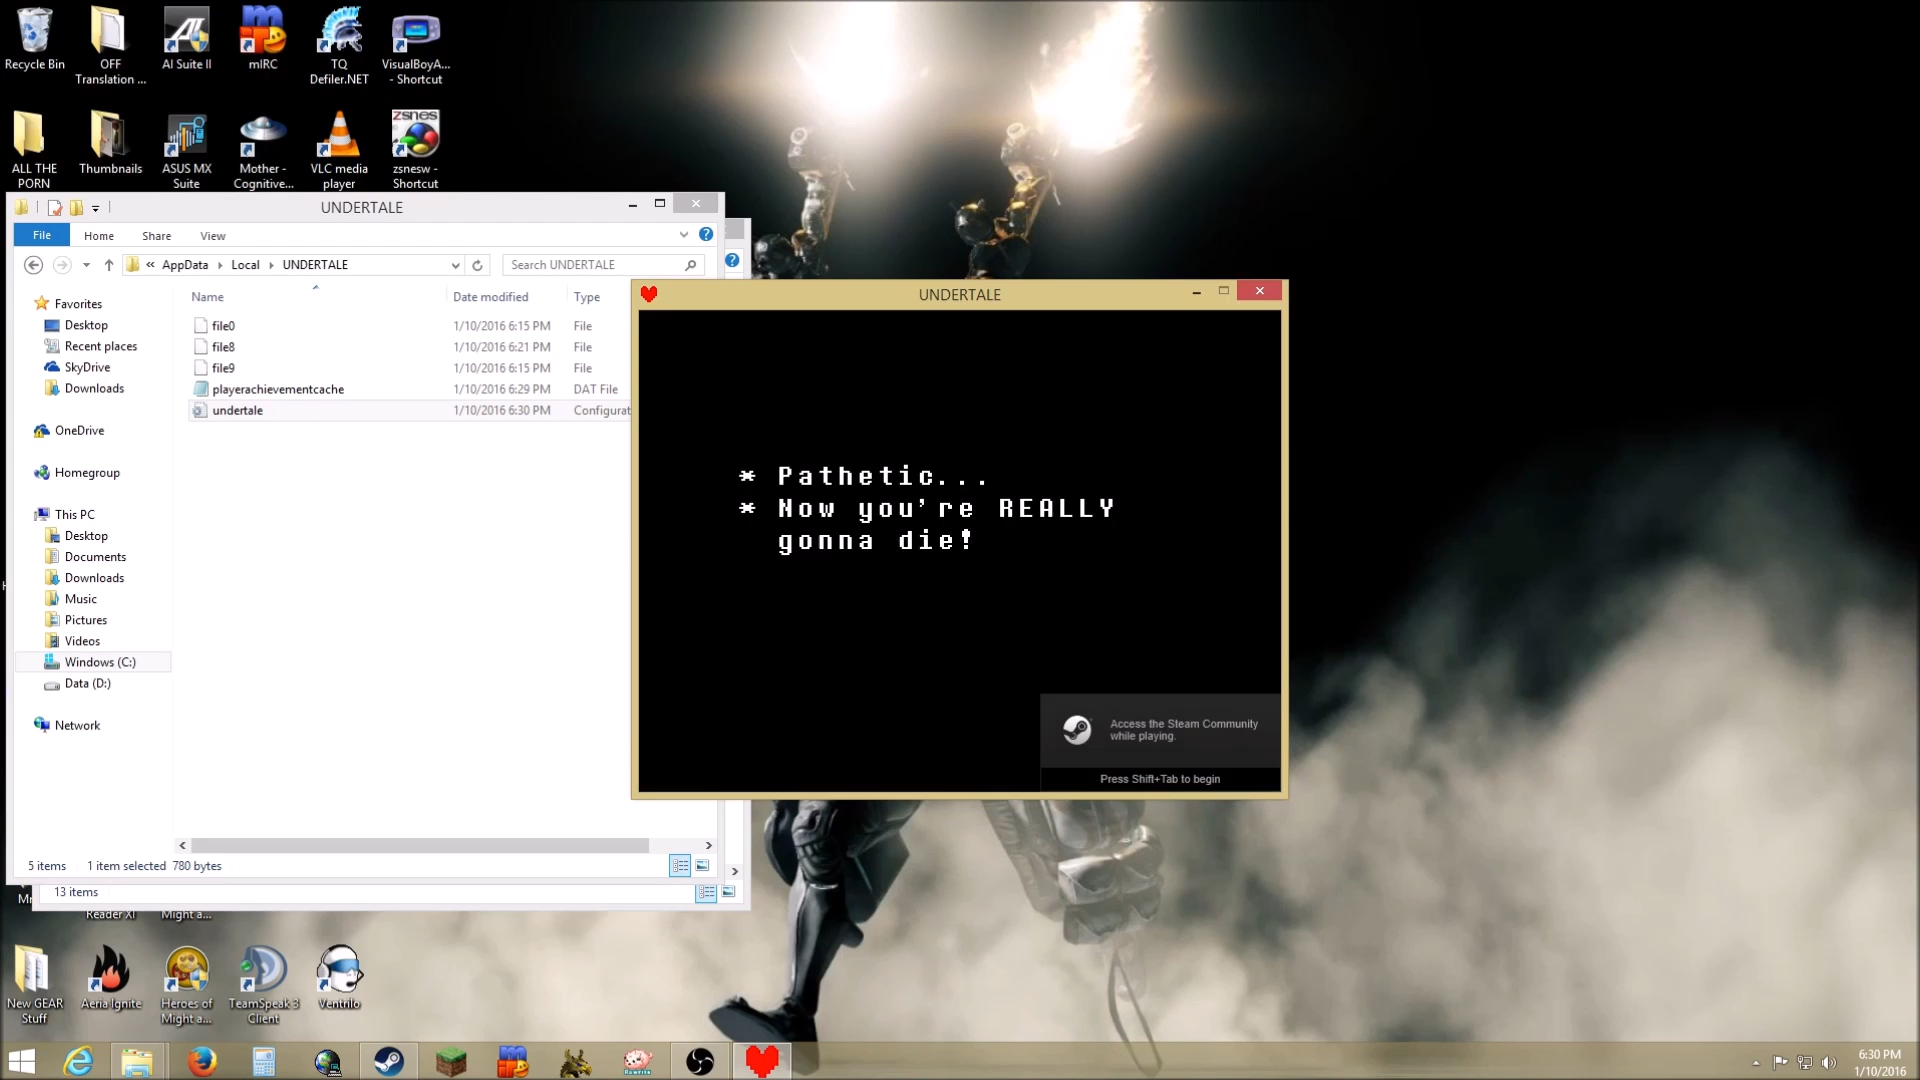 Recycle Bin
OFF
Translation ...
AI Suite II
mIRC
TQ
Defiler.NET
VisualBoyA...
- Shortcut
zsnes
ALL THE
PORN
Thumbnails
ASUS MX
Suite
Mother -
Cognitive...
VLC media
player
zsnesw -
Shortcut
UNDERTALE
File
Home
Share
View
« AppData
Local
UNDERTALE
Search UNDERTALE
Name
Date modified
Type
Favorites
Desktop
Recent places
SkyDrive
Downloads
OneDrive
Homegroup
This PC
Desktop
Documents
Downloads
Music
Pictures
Videos
Windows (C:)
Data (D:)
Network
file0 1/10/2016 6:15 PM File
file8 1/10/2016 6:21 PM File
file9 1/10/2016 6:15 PM File
playerachievementcache 1/10/2016 6:29 PM DAT File
undertale 1/10/2016 6:30 PM Configurat
5 items 1 item selected 780 bytes
13 items
UNDERTALE
* Pathetic...
* Now you're REALLY
gonna die!
Access the Steam Community
while playing.
Press Shift+Tab to begin
Reader XI
Might a...
New GEAR
Stuff
Aeria Ignite
Heroes of
Might a...
TeamSpeak 3
Client
Ventrilo
6:30 PM
1/10/2016